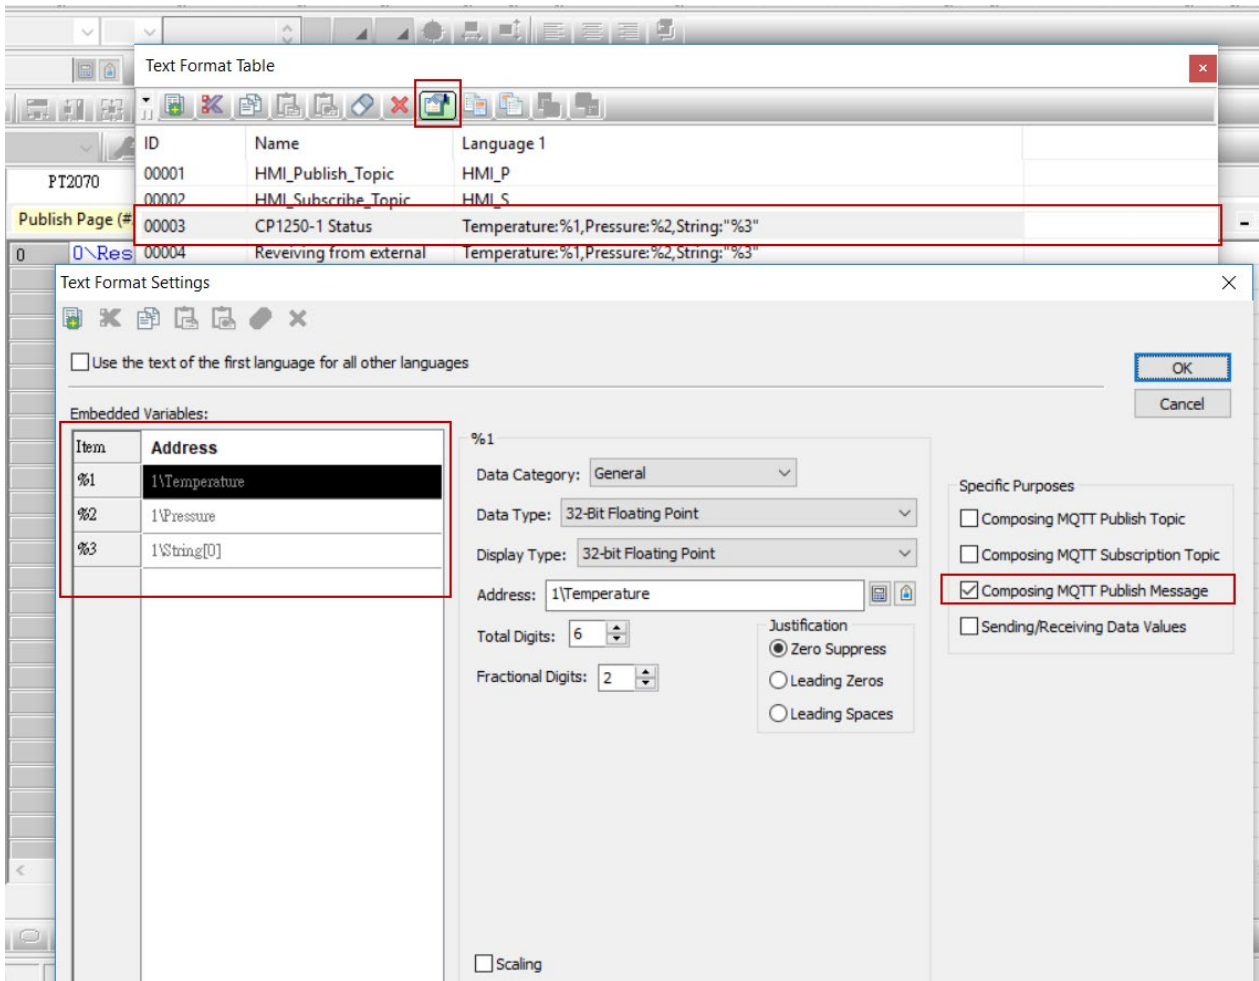 Text Format Table
ID Name Language 1
00001 HMI_Publish_Topic HMI_P
PT2070
00002 HMI_Subscribe_Topic HMI_S
Publish Page (#
00003 CP1250-1 Status Temperature:%1,Pressure:%2,String:"%3"
0 0\Res 00004 Reveiving from external Temperature:%1,Pressure:%2,String:"%3"
Text Format Settings
Use the text of the first language for all other languages
OK
Cancel
Embedded Variables:
Item Address
%1 1\Temperature
%2 1\Pressure
%3 1\String[0]
%1
Data Category: General
Data Type: 32-Bit Floating Point
Display Type: 32-bit Floating Point
Address: 1\Temperature
Total Digits: 6
Fractional Digits: 2
Justification
Zero Suppress
Leading Zeros
Leading Spaces
Scaling
Specific Purposes
Composing MQTT Publish Topic
Composing MQTT Subscription Topic
Composing MQTT Publish Message
Sending/Receiving Data Values